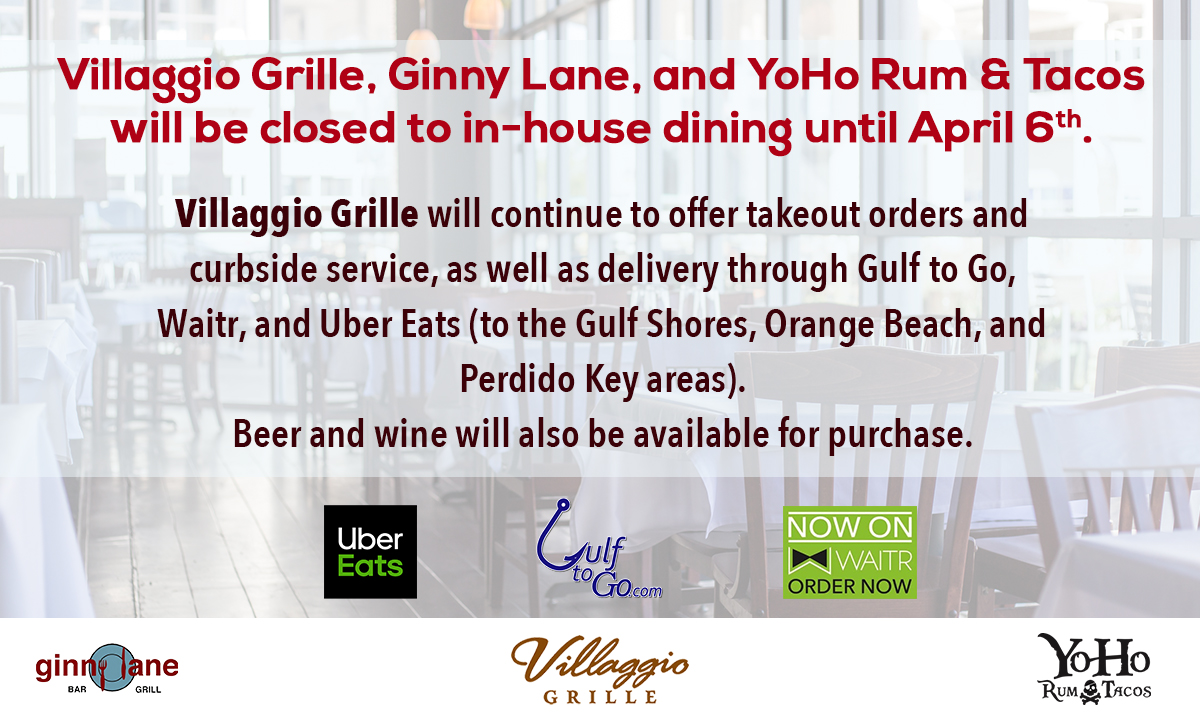 Villaggio Grille, Ginny Lane, and YoHo Rum & Tacos
will be closed to in-house dining until April 6th.
Villaggio Grille will continue to offer takeout orders and
curbside service, as well as delivery through Gulf to Go,
Waitr, and Uber Eats (to the Gulf Shores, Orange Beach, and
Perdido Key areas).
Beer and wine will also be available for purchase.
Uber
Eats
Gulf
to
Go.com
NOW ON
WAITR
ORDER NOW
ginny lane
BAR GRILL
Villaggio
GRILLE
YoHo
RUM TACOS